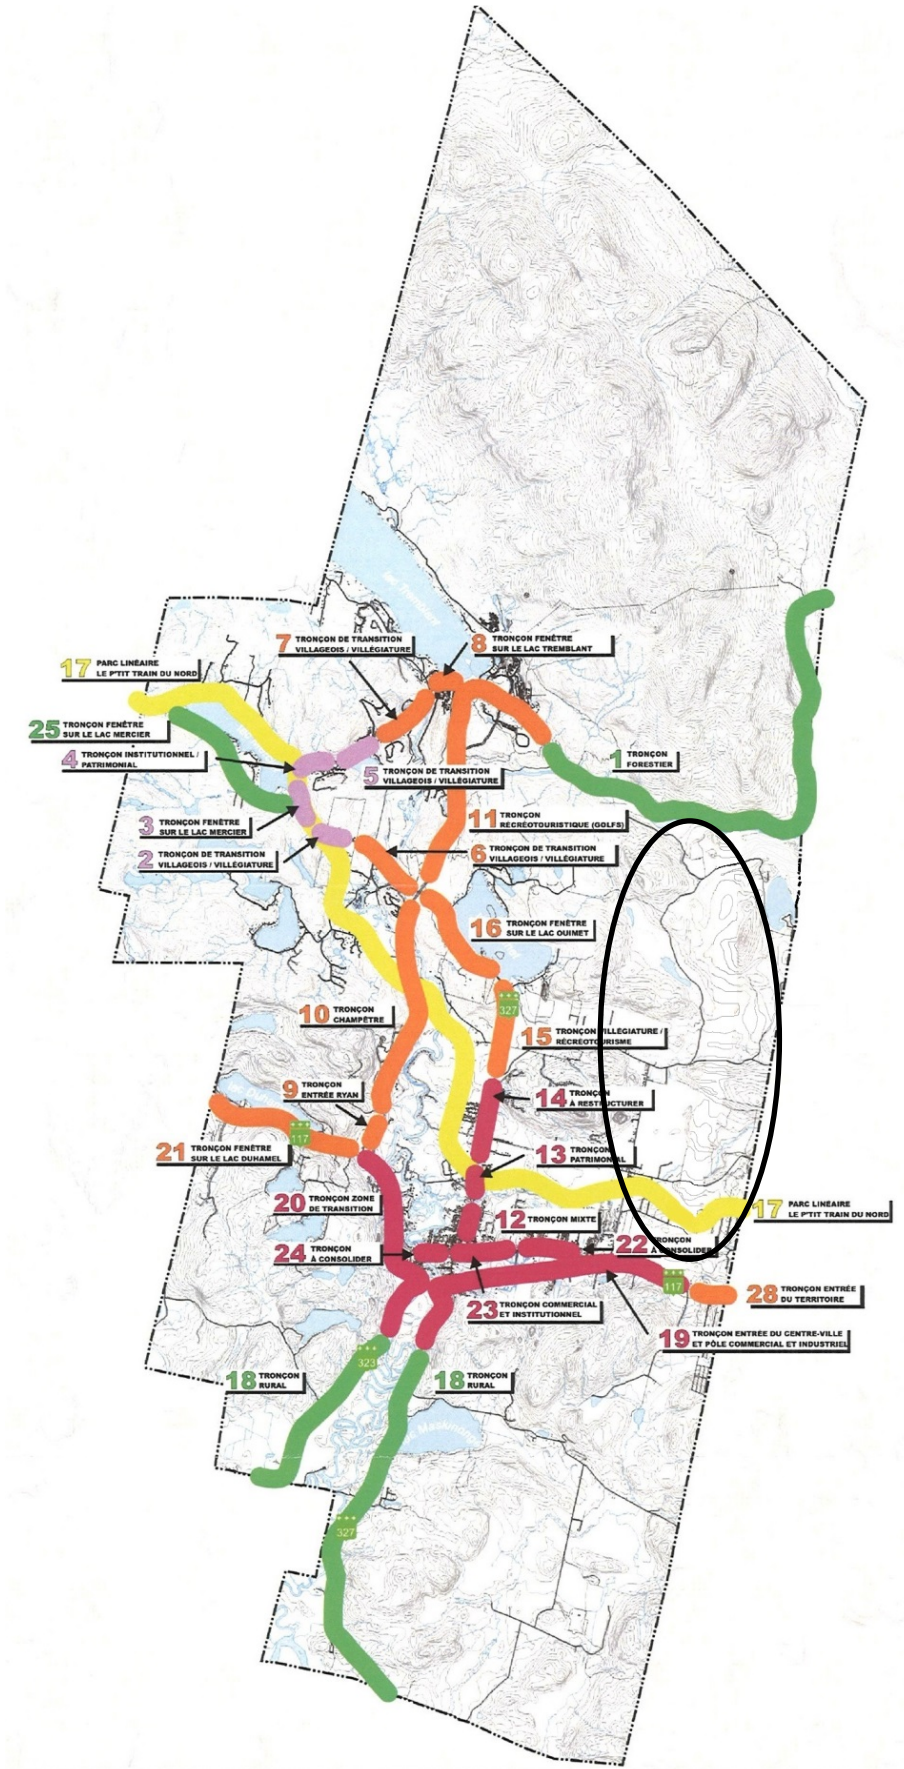 Lac Tremblant
7 TRONÇON DE TRANSITION
VILLAGEOIS / VILLÉGIATURE
8 TRONÇON FENÊTRE
SUR LE LAC TREMBLANT
17 PARC LINÉAIRE
LE P'TIT TRAIN DU NORD
25 TRONÇON FENÊTRE
SUR LE LAC MERCIER
4 TRONÇON INSTITUTIONNEL /
PATRIMONIAL
1 TRONÇON
FORESTIER
5 TRONÇON DE TRANSITION
VILLAGEOIS / VILLÉGIATURE
3 TRONÇON FENÊTRE
SUR LE LAC MERCIER
11 TRONÇON
RÉCRÉOTOURISTIQUE (GOLFS)
2 TRONÇON DE TRANSITION
VILLAGEOIS / VILLÉGIATURE
6 TRONÇON DE TRANSITION
VILLAGEOIS / VILLÉGIATURE
16 TRONÇON FENÊTRE
SUR LE LAC OUIMET
327
10 TRONÇON
CHAMPÊTRE
15 TRONÇON VILLÉGIATURE /
RÉCRÉOTOURISME
9 TRONÇON
ENTRÉE RYAN
14 TRONÇON
À RESTRUCTURER
117
21 TRONÇON FENÊTRE
SUR LE LAC DUHAMEL
13 TRONÇON
PATRIMONIAL
20 TRONÇON ZONE
DE TRANSITION
17 PARC LINÉAIRE
LE P'TIT TRAIN DU NORD
12 TRONÇON MIXTE
24 TRONÇON
À CONSOLIDER
22 TRONÇON
À CONSOLIDER
117
28 TRONÇON ENTRÉE
DU TERRITOIRE
23 TRONÇON COMMERCIAL
ET INSTITUTIONNEL
19 TRONÇON ENTRÉE DU CENTRE-VILLE
ET PÔLE COMMERCIAL ET INDUSTRIEL
323
18 TRONÇON
RURAL
18 TRONÇON
RURAL
327